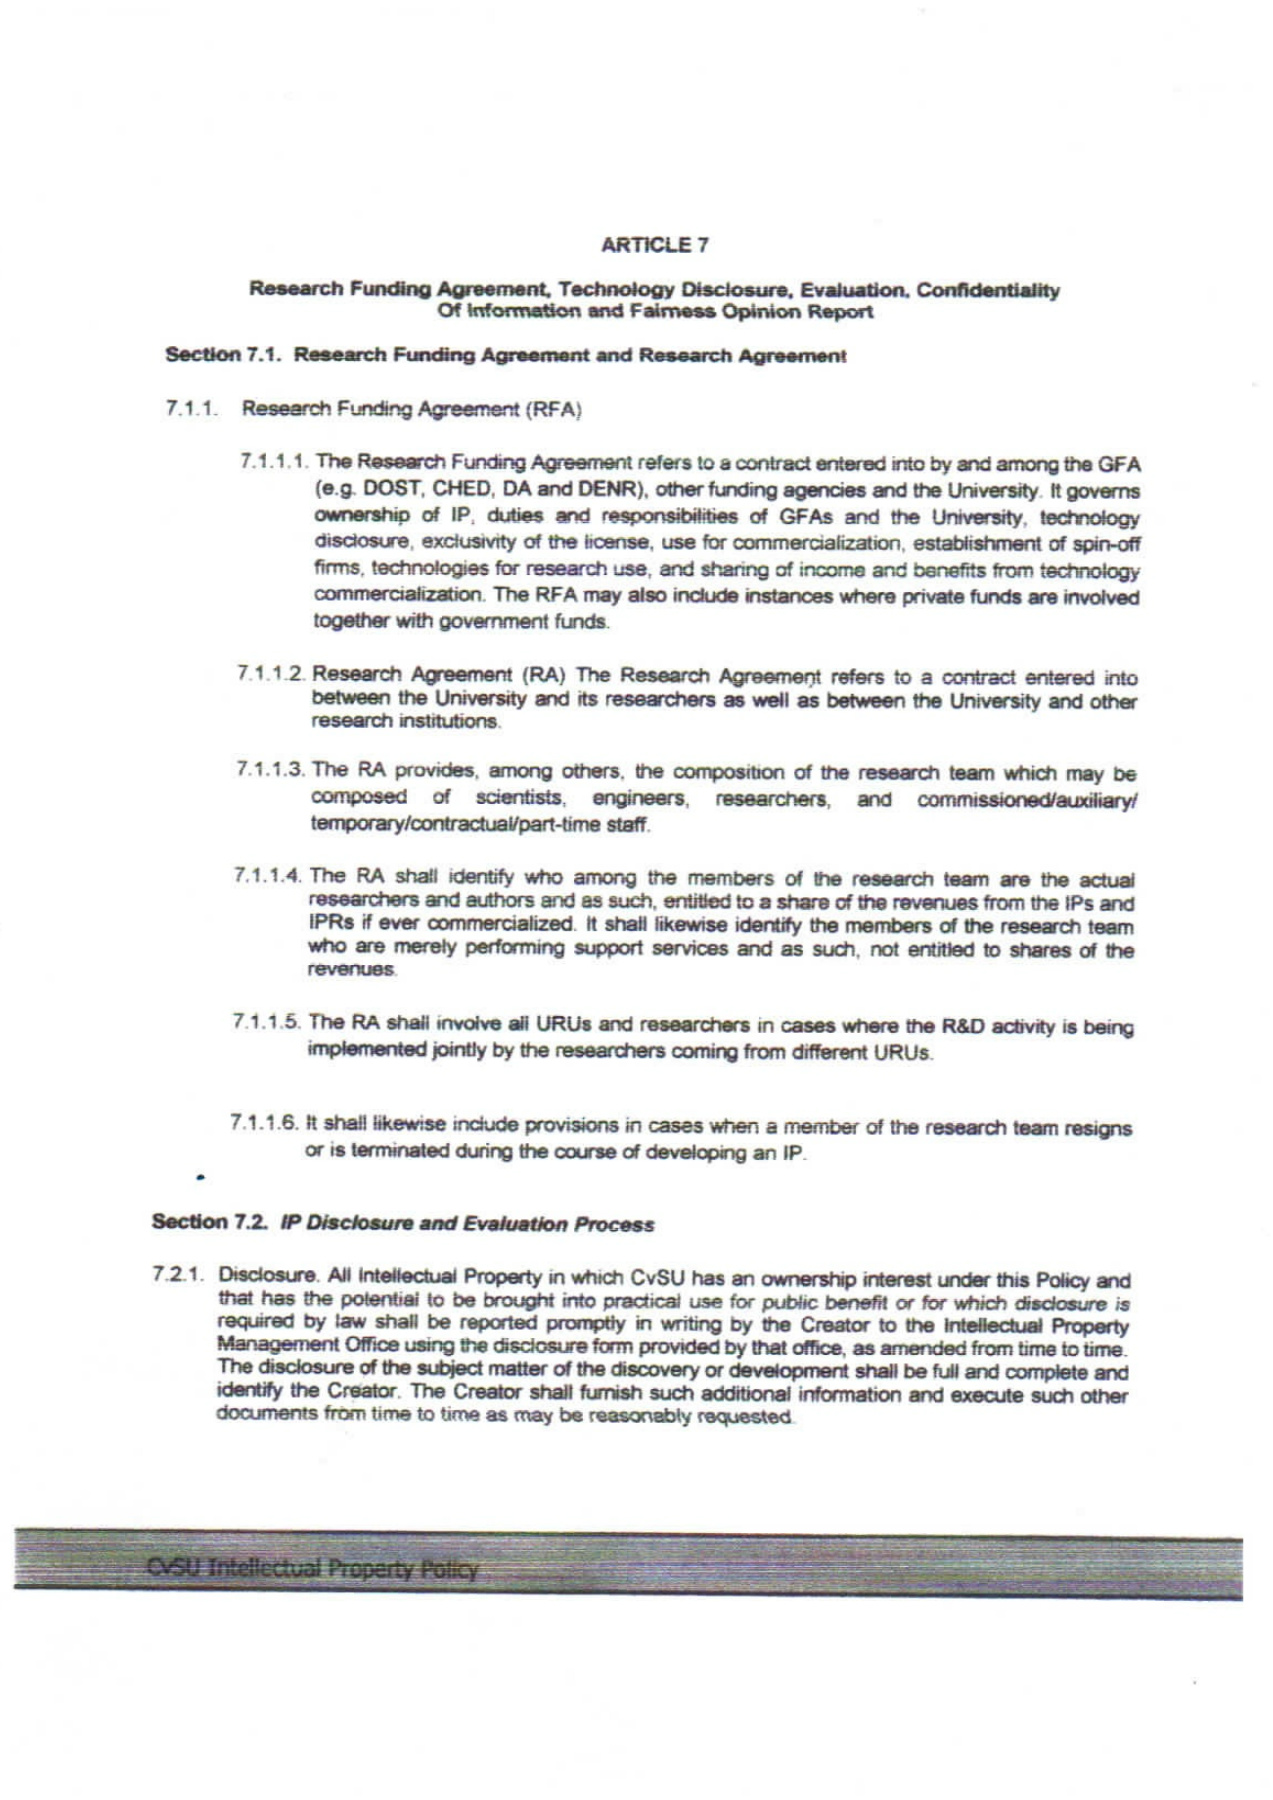 ARTICLE 7
Research Funding Agreement, Technology Disclosure, Evaluation, Confidentiality
Of Information and Fairness Opinion Report
Section 7.1. Research Funding Agreement and Research Agreement
7.1.1. Research Funding Agreement (RFA)
7.1.1.1. The Research Funding Agreement refers to a contract entered into by and among the GFA
(e.g. DOST, CHED, DA and DENR), other funding agencies and the University. It governs
ownership of IP, duties and responsibilities of GFAs and the University, technology
disclosure, exclusivity of the license, use for commercialization, establishment of spin-off
firms, technologies for research use, and sharing of income and benefits from technology
commercialization. The RFA may also include instances where private funds are involved
together with government funds.
7.1.1.2. Research Agreement (RA) The Research Agreement refers to a contract entered into
between the University and its researchers as well as between the University and other
research institutions.
7.1.1.3. The RA provides, among others, the composition of the research team which may be
composed of scientists, engineers, researchers, and commissioned/auxiliary/
temporary/contractual/part-time staff.
7.1.1.4. The RA shall identify who among the members of the research team are the actual
researchers and authors and as such, entitled to a share of the revenues from the IPs and
IPRs if ever commercialized. It shall likewise identify the members of the research team
who are merely performing support services and as such, not entitled to shares of the
revenues.
7.1.1.5. The RA shall involve all URUs and researchers in cases where the R&D activity is being
implemented jointly by the researchers coming from different URUs.
7.1.1.6. It shall likewise include provisions in cases when a member of the research team resigns
or is terminated during the course of developing an IP.
Section 7.2. IP Disclosure and Evaluation Process
7.2.1. Disclosure. All Intellectual Property in which CvSU has an ownership interest under this Policy and
that has the potential to be brought into practical use for public benefit or for which disclosure is
required by law shall be reported promptly in writing by the Creator to the Intellectual Property
Management Office using the disclosure form provided by that office, as amended from time to time.
The disclosure of the subject matter of the discovery or development shall be full and complete and
identify the Creator. The Creator shall furnish such additional information and execute such other
documents from time to time as may be reasonably requested.
CvSU Intellectual Property Policy